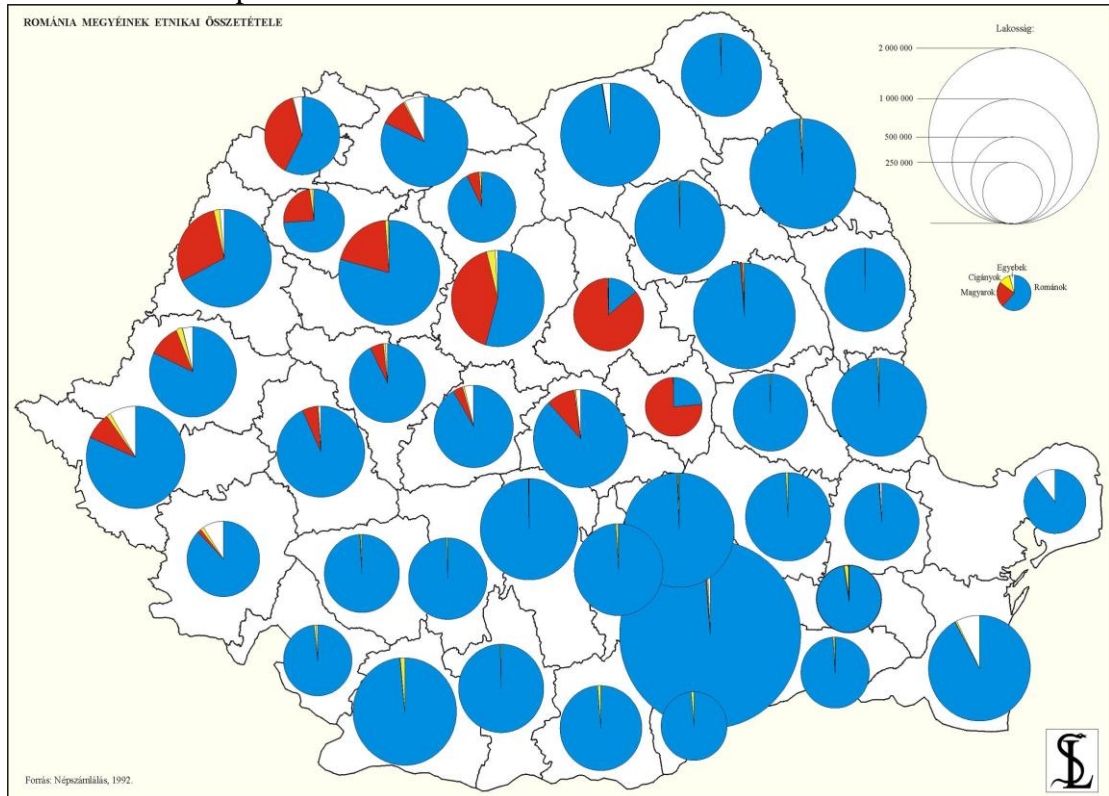 ROMÁNIA MEGYÉINEK ETNIKAI ÖSSZETÉTELE
Lakosság:
2 000 000
1 000 000
500 000
250 000
Egyebek
Cigányok
Magyarok
Románok
Forrás: Népszámlálás, 1992.